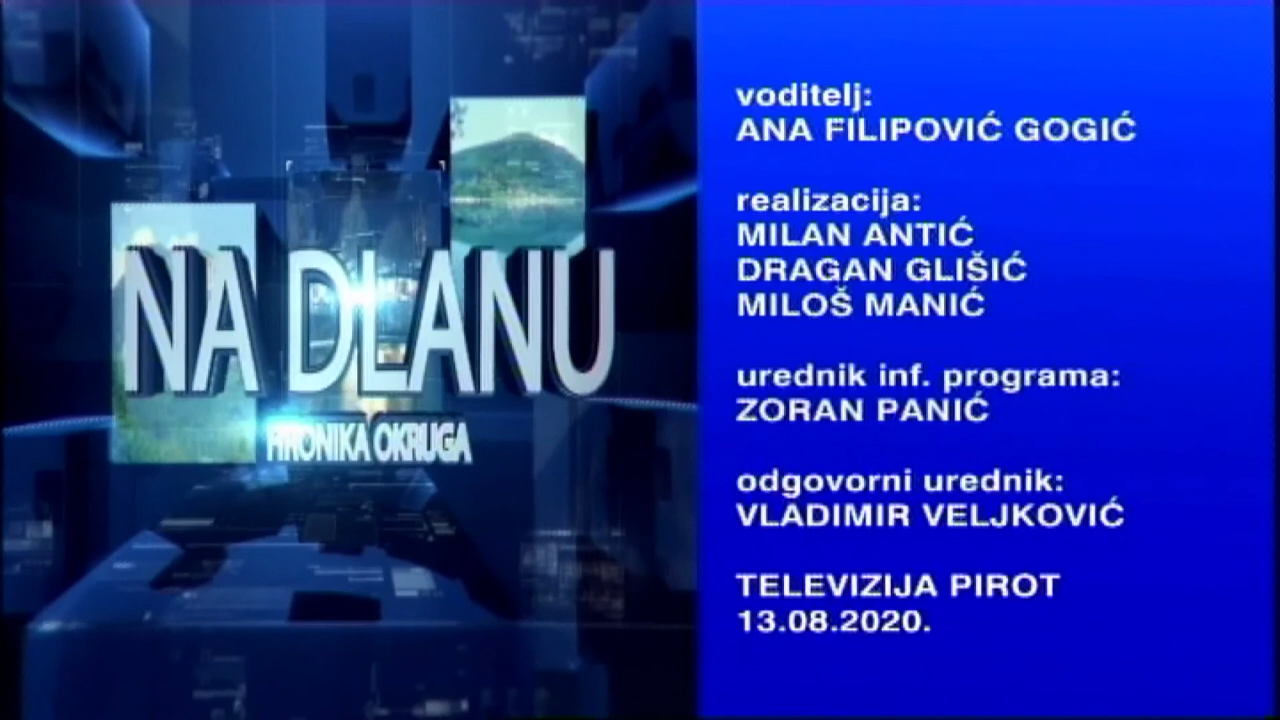 NA DLANU
HRONIKA OKRUGA
voditelj:
ANA FILIPOVIĆ GOGIĆ
realizacija:
MILAN ANTIĆ
DRAGAN GLIŠIĆ
MILOŠ MANIĆ
urednik inf. programa:
ZORAN PANIĆ
odgovorni urednik:
VLADIMIR VELJKOVIĆ
TELEVIZIJA PIROT
13.08.2020.